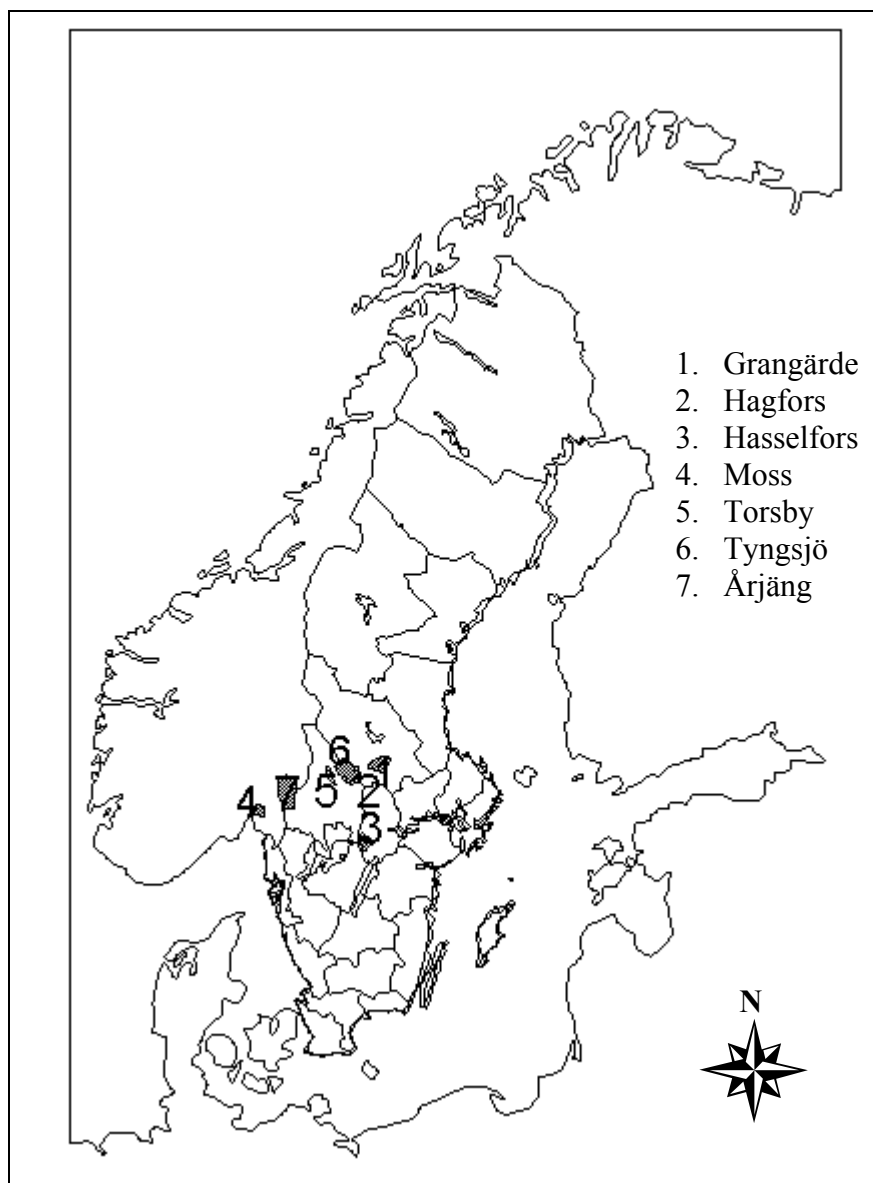 1. Grangärde
2. Hagfors
3. Hasselfors
4. Moss
5. Torsby
6. Tyngsjö
7. Årjäng
6
1
5
2
4
7
3
N